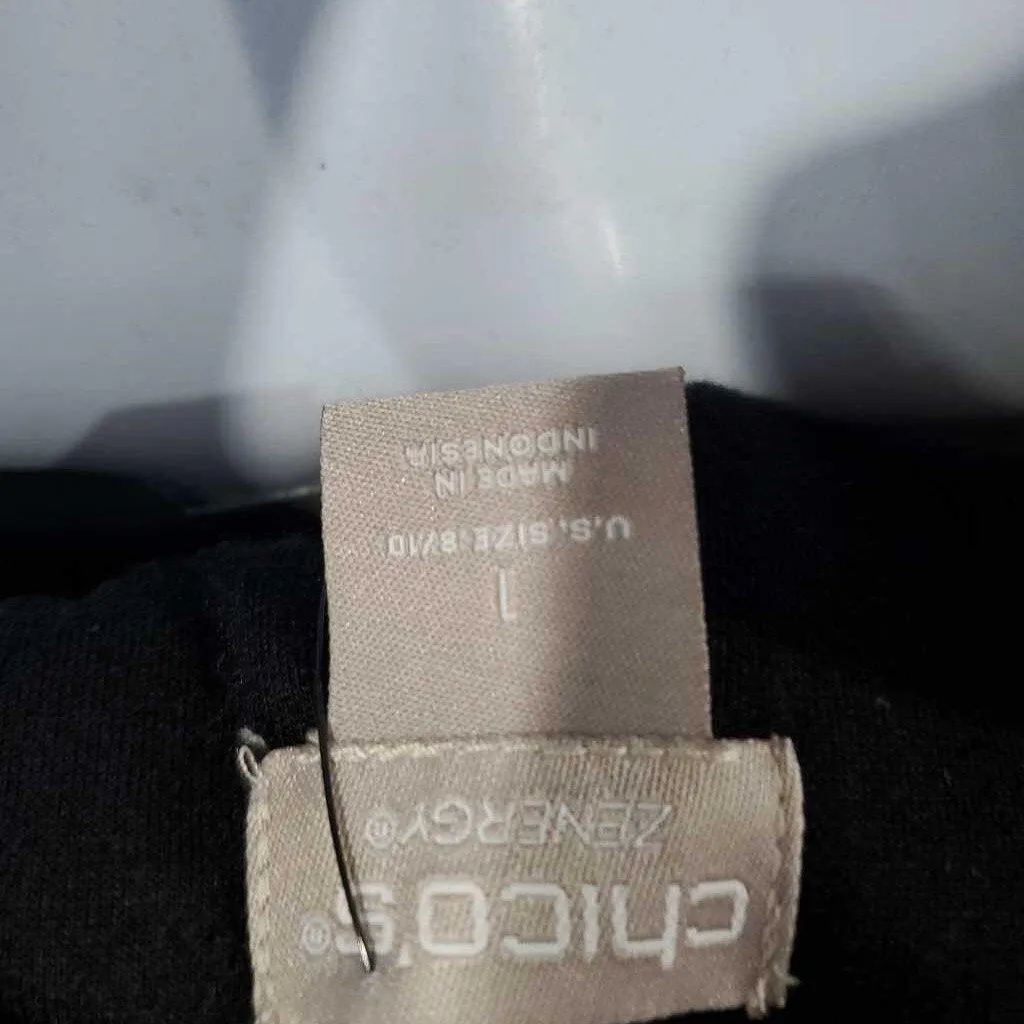 CHICO'S®
ZENERGY®
1
U.S. SIZE 8/10
MADE IN
INDONESIA